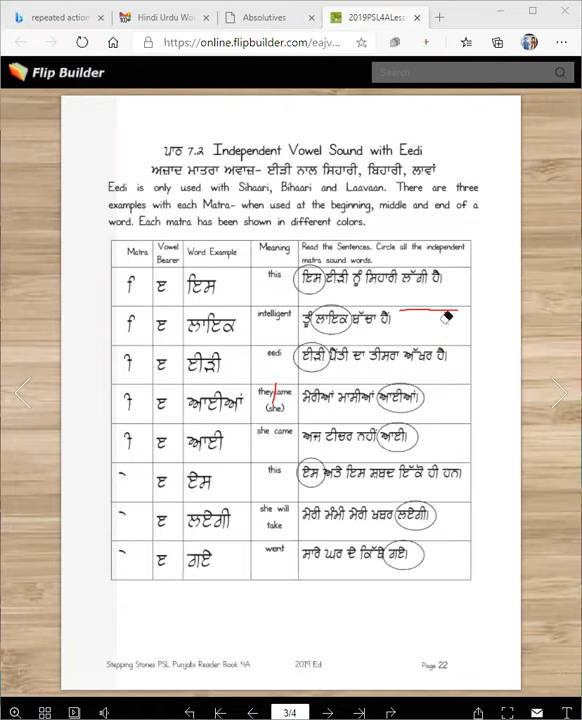 repeated action
Hindi Urdu Wo
Absolutives
2019PSL4ALess
https://online.flipbuilder.com/eajv...
Flip Builder
Search
ਪਾਠ 7.੨ Independent Vowel Sound with Eedi
ਅਜ਼ਾਦ ਮਾਤਰਾ ਅਵਾਜ਼- ਈੜੀ ਨਾਲ ਸਿਹਾਰੀ, ਬਿਹਾਰੀ, ਲਾਵਾਂ
Eedi is only used with Sihaari, Bihaari and Laavaan. There are three
examples with each Matra- when used at the beginning, middle and end of a
word. Each matra has been shown in different colors.
Matra Vowel Bearer Word Example Meaning Read the Sentences. Circle all the independent matra sound words.
ਿ ੲ ਇਸ this ਇਸ ਈੜੀ ਨੂੰ ਸਿਹਾਰੀ ਲੱਗੀ ਹੈ।
ਿ ੲ ਲਾਇਕ intelligent ਤੂੰ ਲਾਇਕ ਬੱਚਾ ਹੈਂ।
ੀ ੲ ਈੜੀ eedi ਈੜੀ ਪੈਂਤੀ ਦਾ ਤੀਸਰਾ ਅੱਖਰ ਹੈ।
ੀ ੲ ਆਈਆਂ they came (she) ਮੇਰੀਆਂ ਮਾਸੀਆਂ ਆਈਆਂ।
ੀ ੲ ਆਈ she came ਅਜ ਟੀਚਰ ਨਹੀਂ ਆਈ।
ੇ ੲ ਏਸ this ਏਸ ਅਤੇ ਇਸ ਸ਼ਬਦ ਇੱਕੋ ਹੀ ਹਨ।
ੇ ੲ ਲਏਗੀ she will take ਮੇਰੀ ਮੰਮੀ ਮੇਰੀ ਖਬਰ ਲਏਗੀ।
ੇ ੲ ਗਏ went ਸਾਰੇ ਘਰ ਦੇ ਕਿੱਥੇ ਗਏ।
Stepping Stones PSL Punjabi Reader Book 4A 2019 Ed Page 22
3/4